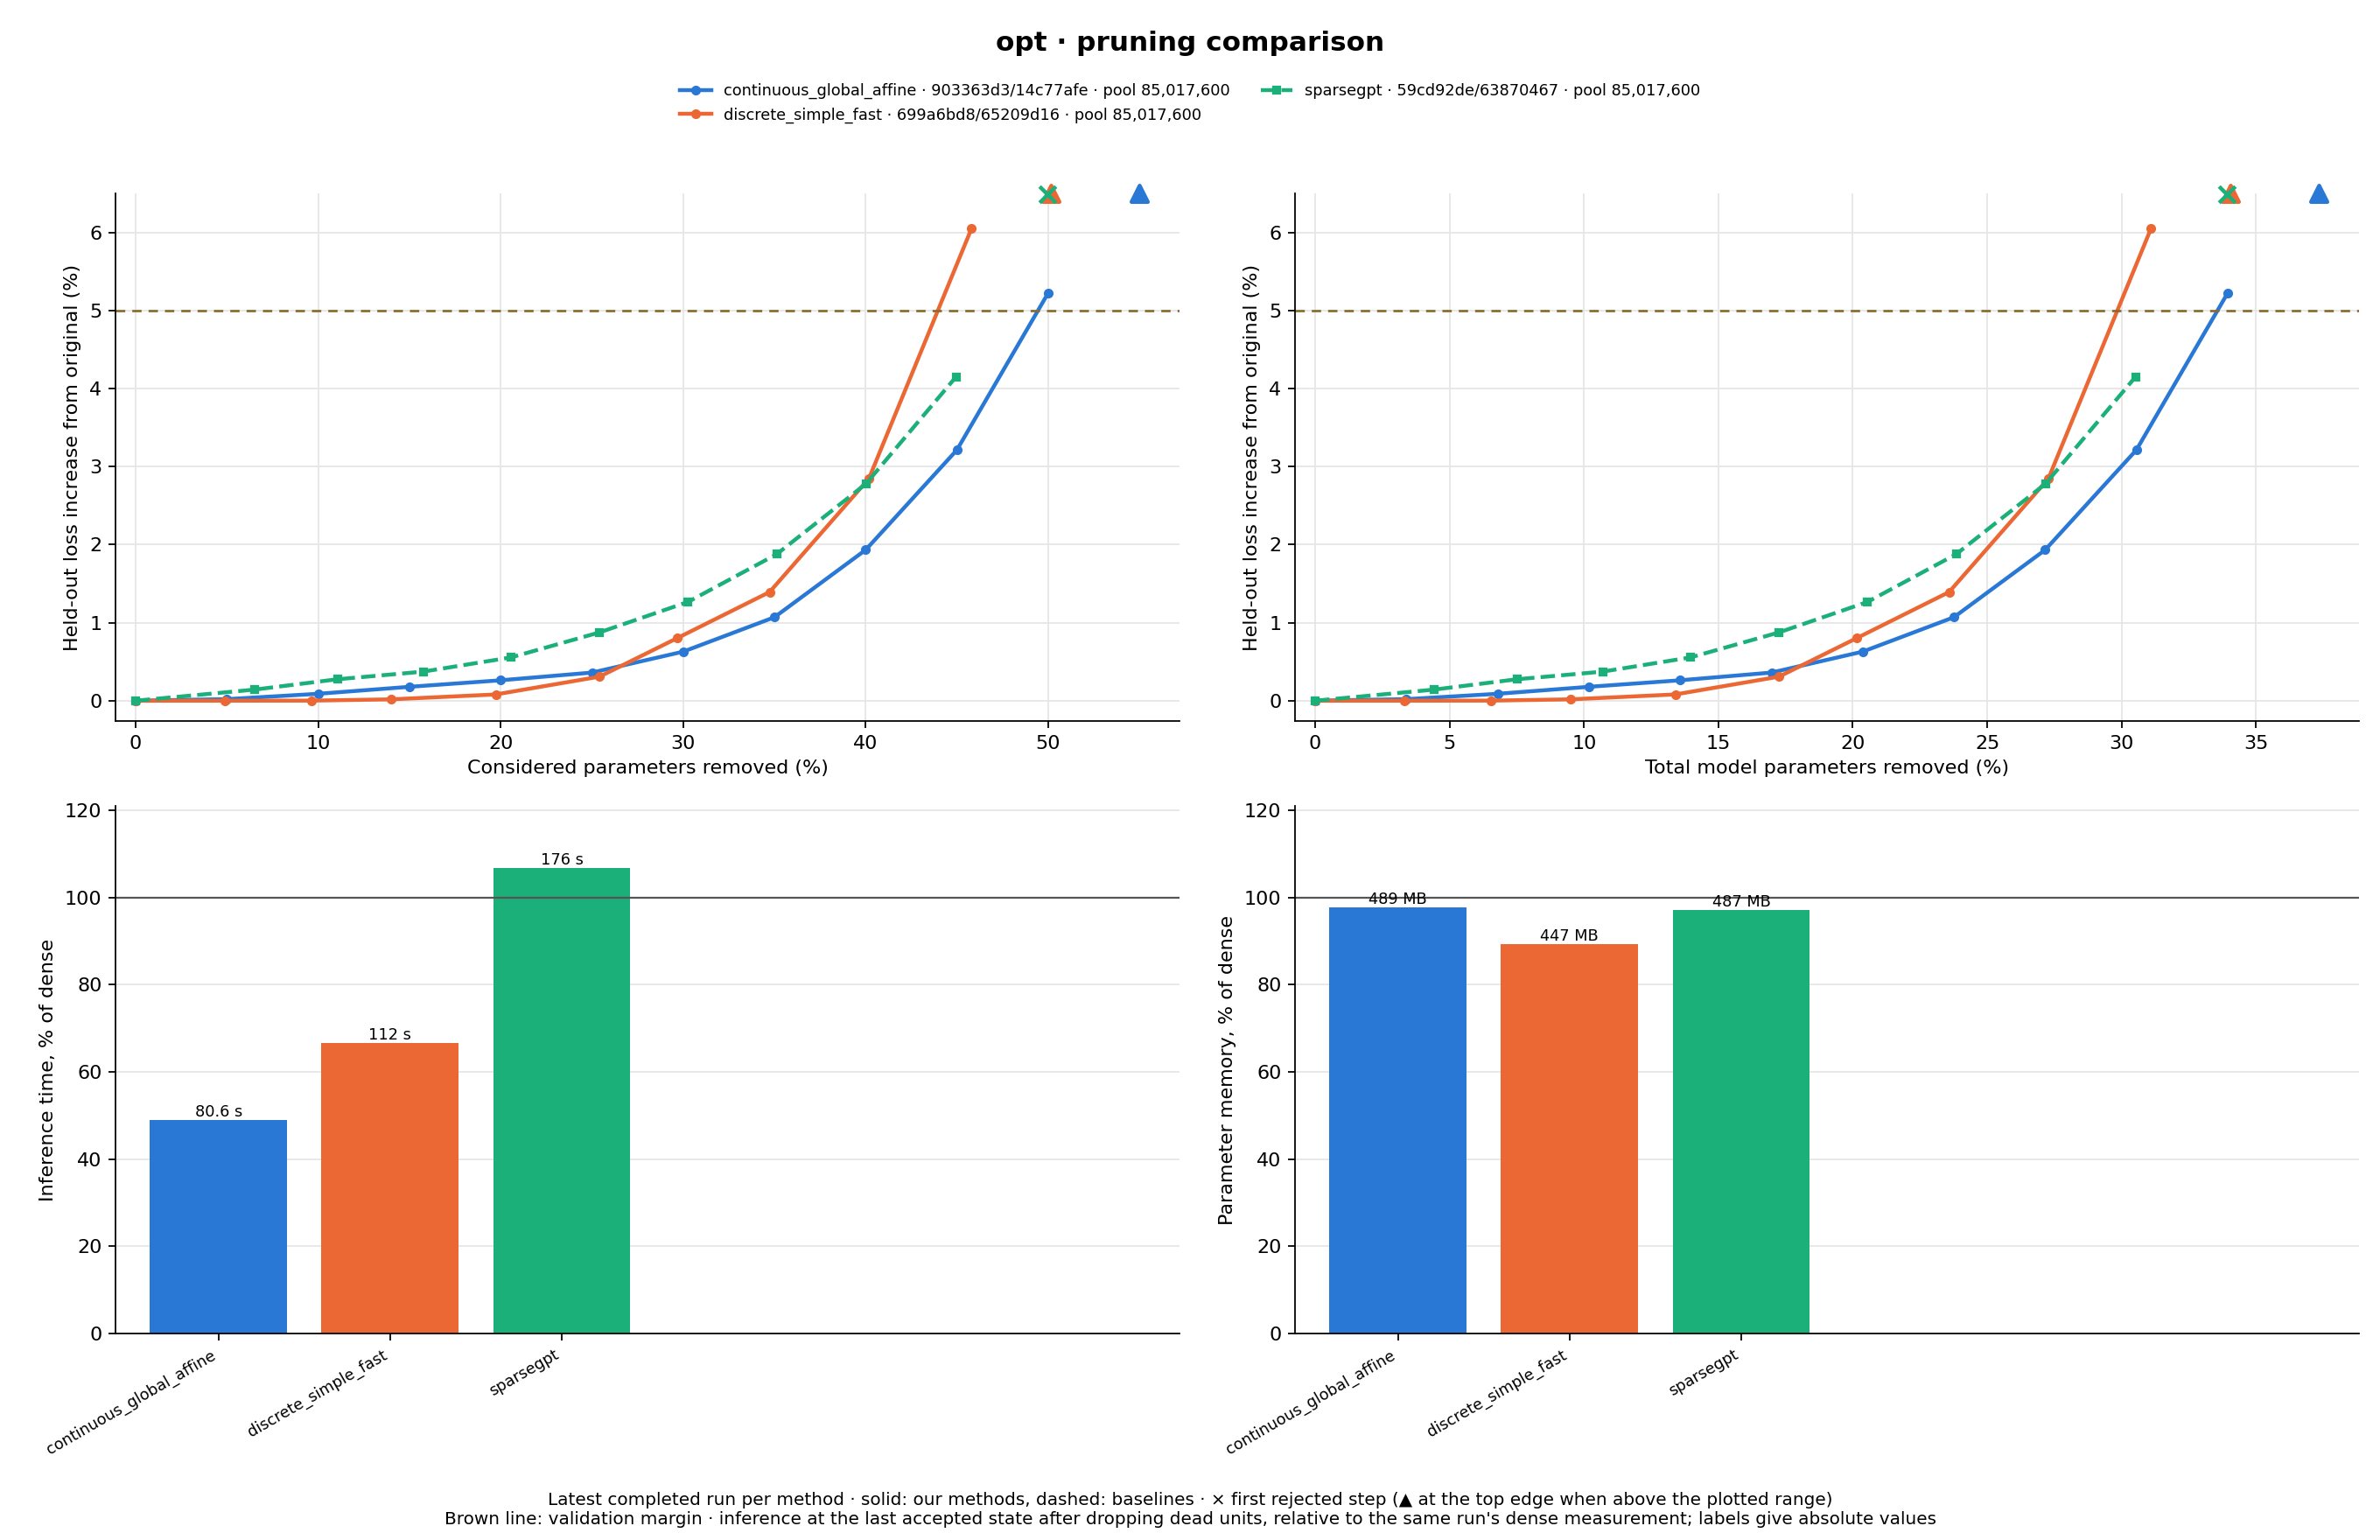 opt · pruning comparison
continuous_global_affine · 903363d3/14c77afe · pool 85,017,600
discrete_simple_fast · 699a6bd8/65209d16 · pool 85,017,600
sparsegpt · 59cd92de/63870467 · pool 85,017,600
Held-out loss increase from original (%)
6
5
4
3
2
1
0
0 10 20 30 40 50
Considered parameters removed (%)
Held-out loss increase from original (%)
6
5
4
3
2
1
0
0 5 10 15 20 25 30 35
Total model parameters removed (%)
Inference time, % of dense
120
100
80
60
40
20
0
80.6 s
112 s
176 s
continuous_global_affine
discrete_simple_fast
sparsegpt
Parameter memory, % of dense
120
100
80
60
40
20
0
489 MB
447 MB
487 MB
continuous_global_affine
discrete_simple_fast
sparsegpt
Latest completed run per method · solid: our methods, dashed: baselines · × first rejected step (▲ at the top edge when above the plotted range)
Brown line: validation margin · inference at the last accepted state after dropping dead units, relative to the same run's dense measurement; labels give absolute values